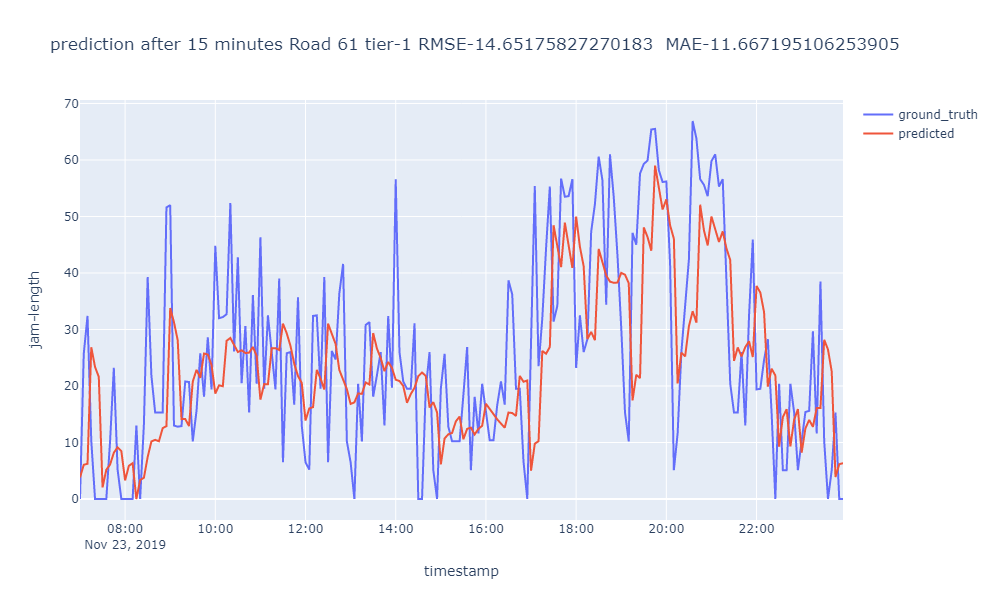 prediction after 15 minutes Road 61 tier-1 RMSE-14.65175827270183  MAE-11.667195106253905
ground_truth
predicted
jam-length
70
60
50
40
30
20
10
0
08:00 10:00 12:00 14:00 16:00 18:00 20:00 22:00
Nov 23, 2019
timestamp